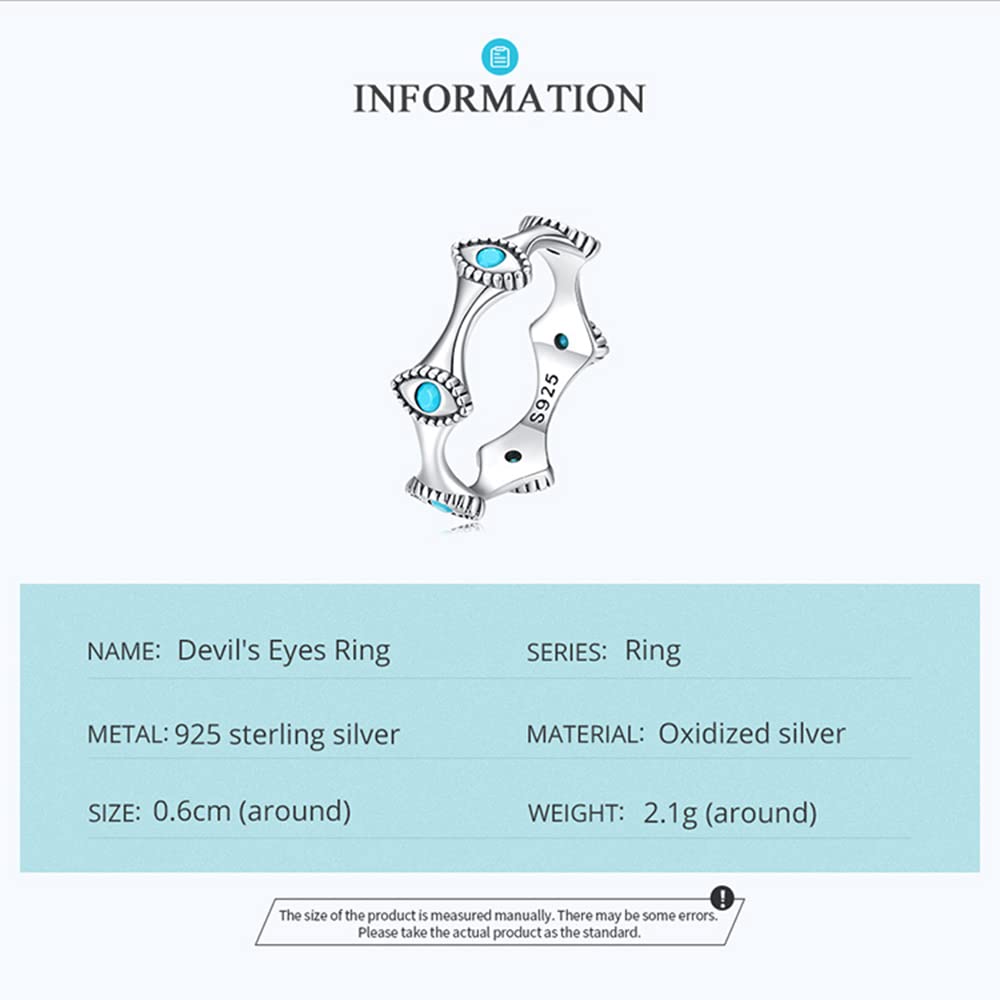 INFORMATION
S925
NAME: Devil's Eyes Ring
SERIES: Ring
METAL: 925 sterling silver
MATERIAL: Oxidized silver
SIZE: 0.6cm (around)
WEIGHT: 2.1g (around)
!
The size of the product is measured manually. There may be some errors.
Please take the actual product as the standard.